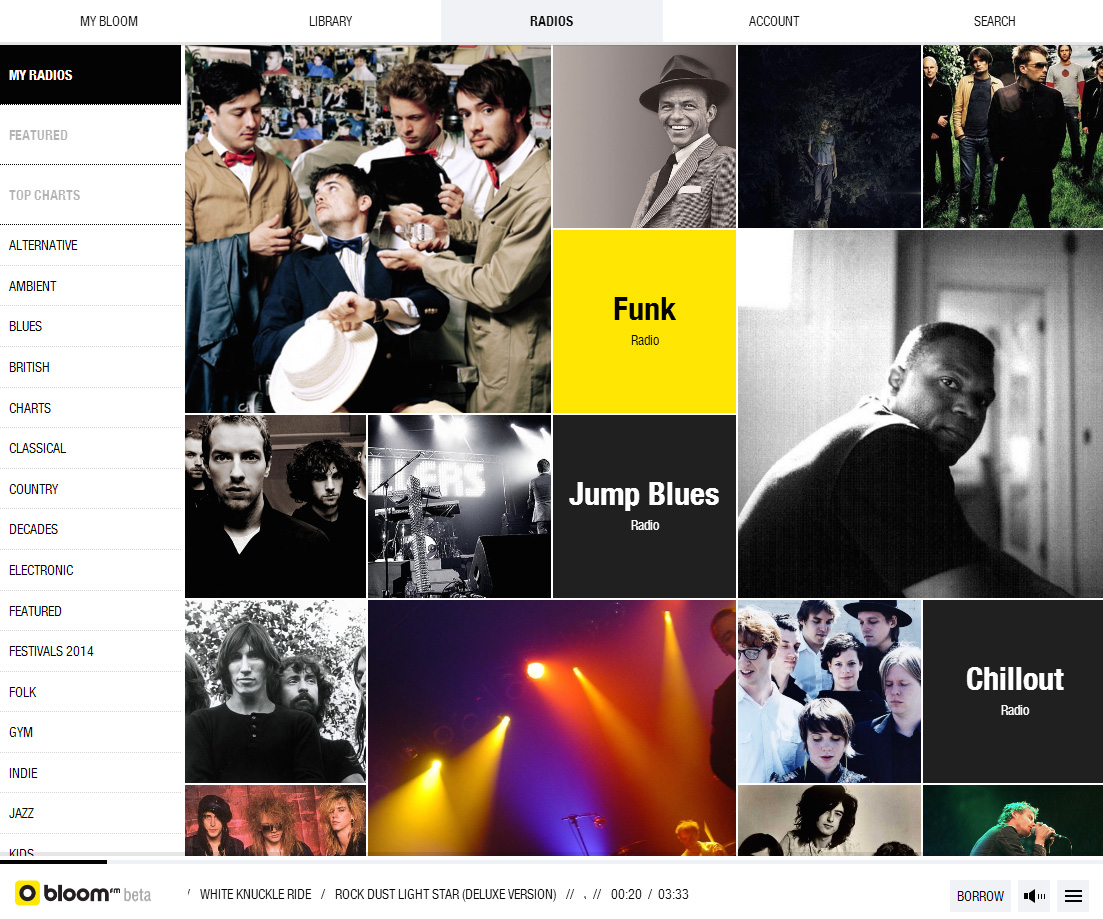 MY BLOOM
LIBRARY
RADIOS
ACCOUNT
SEARCH
MY RADIOS
FEATURED
TOP CHARTS
ALTERNATIVE
AMBIENT
BLUES
BRITISH
CHARTS
CLASSICAL
COUNTRY
DECADES
ELECTRONIC
FEATURED
FESTIVALS 2014
FOLK
GYM
INDIE
JAZZ
KIDS
Funk
Radio
Jump Blues
Radio
Chillout
Radio
bloom fm beta
/ WHITE KNUCKLE RIDE / ROCK DUST LIGHT STAR (DELUXE VERSION) // . // 00:20 / 03:33
BORROW